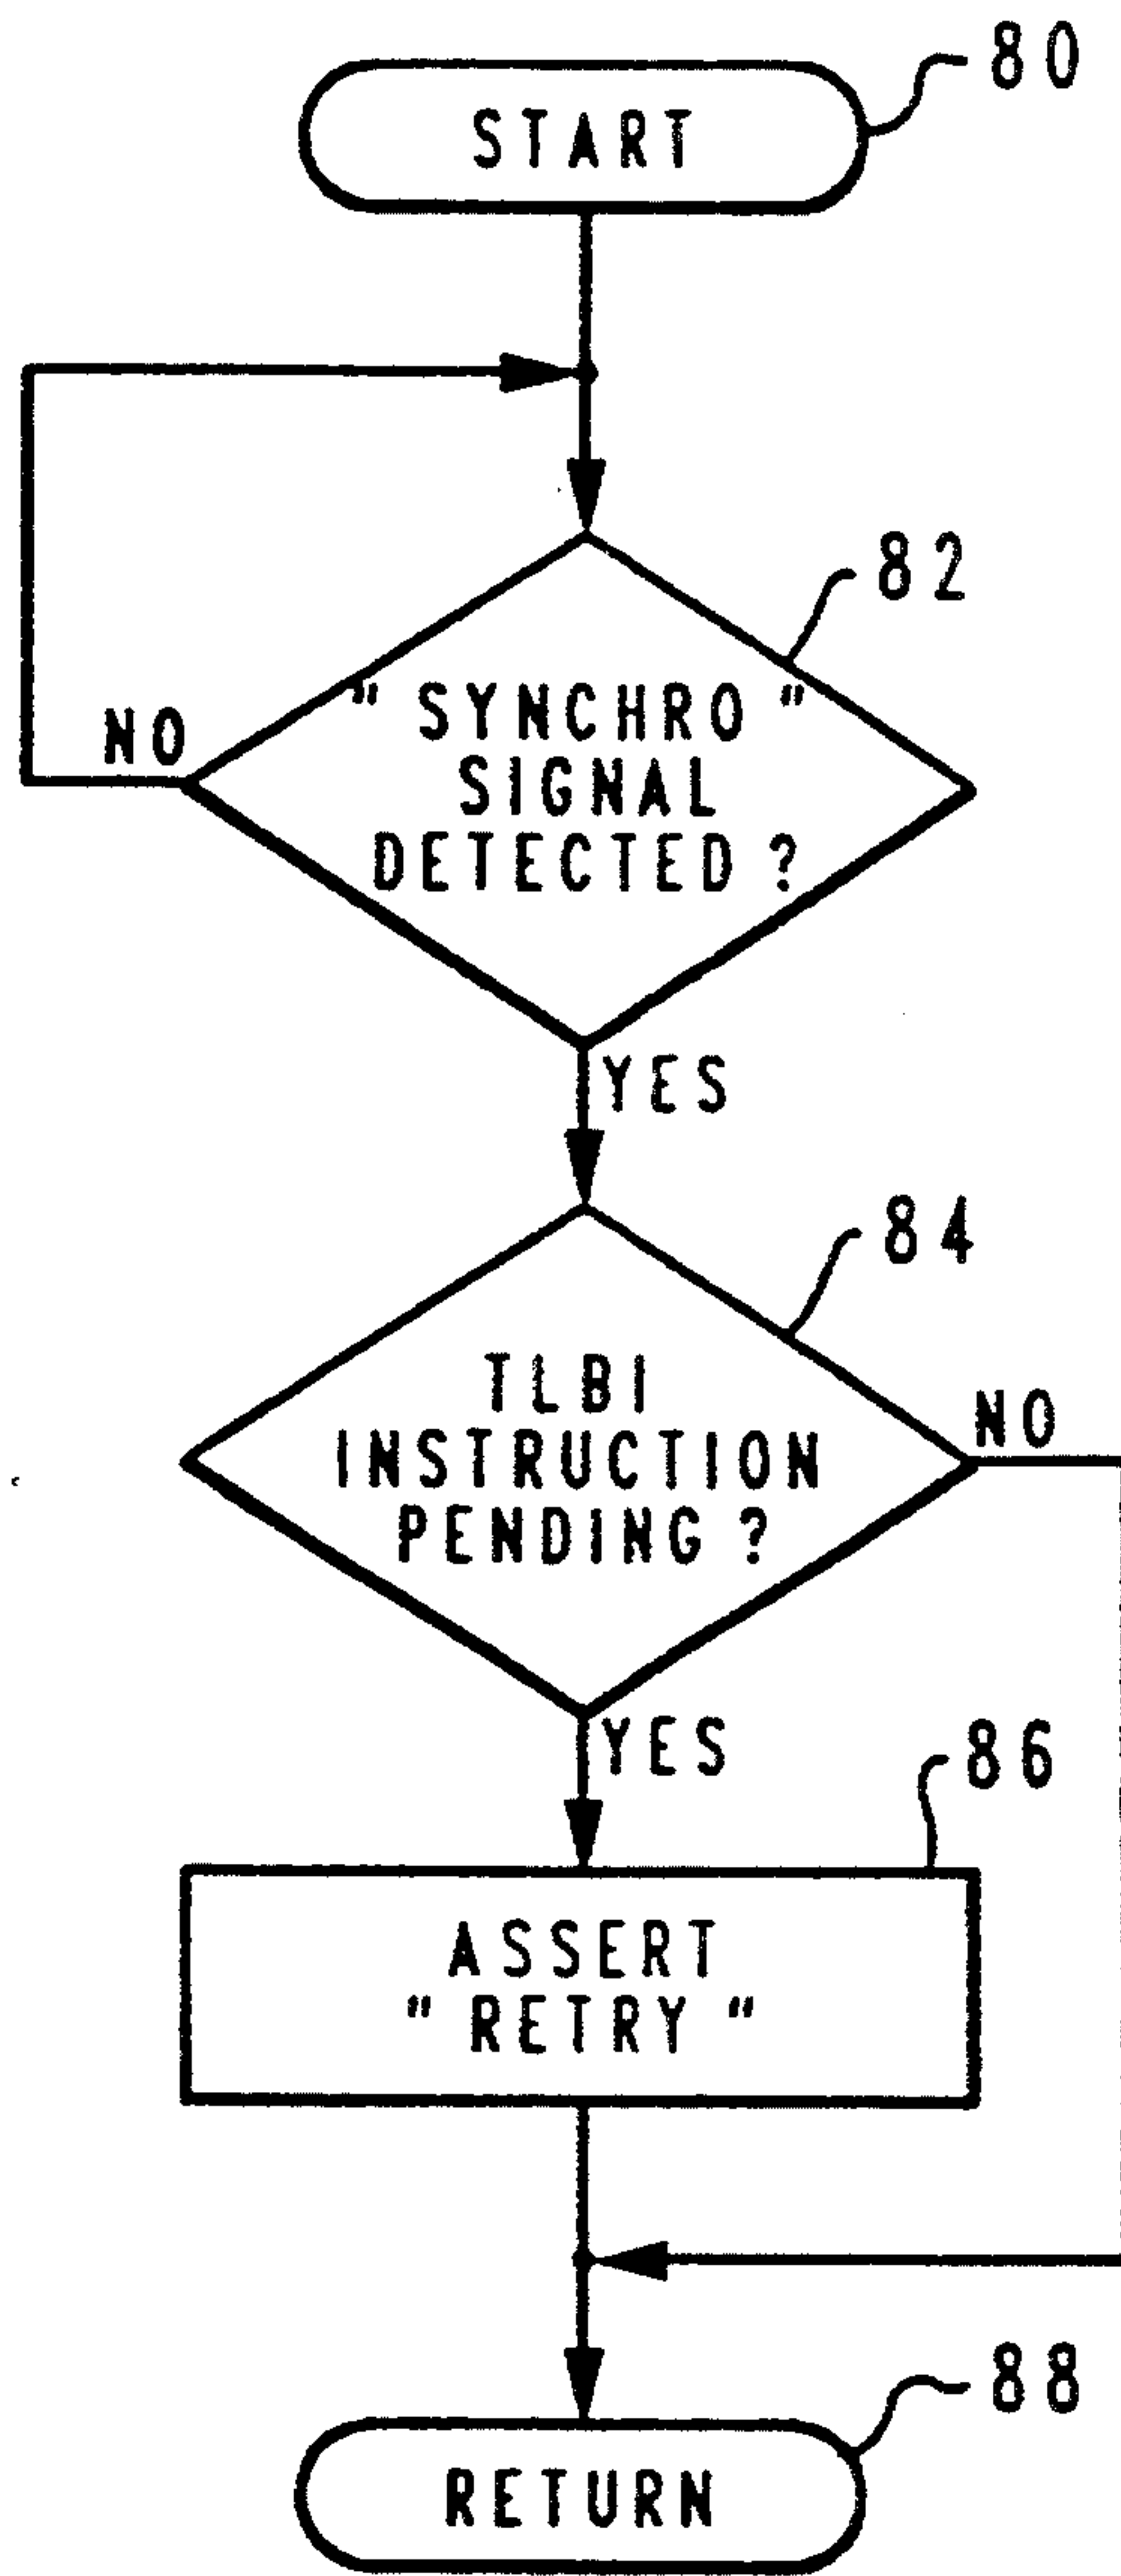 80
START
82
" SYNCHRO "
SIGNAL
DETECTED ?
NO
YES
84
TLBI
INSTRUCTION
PENDING ?
NO
YES
86
ASSERT
" RETRY "
88
RETURN